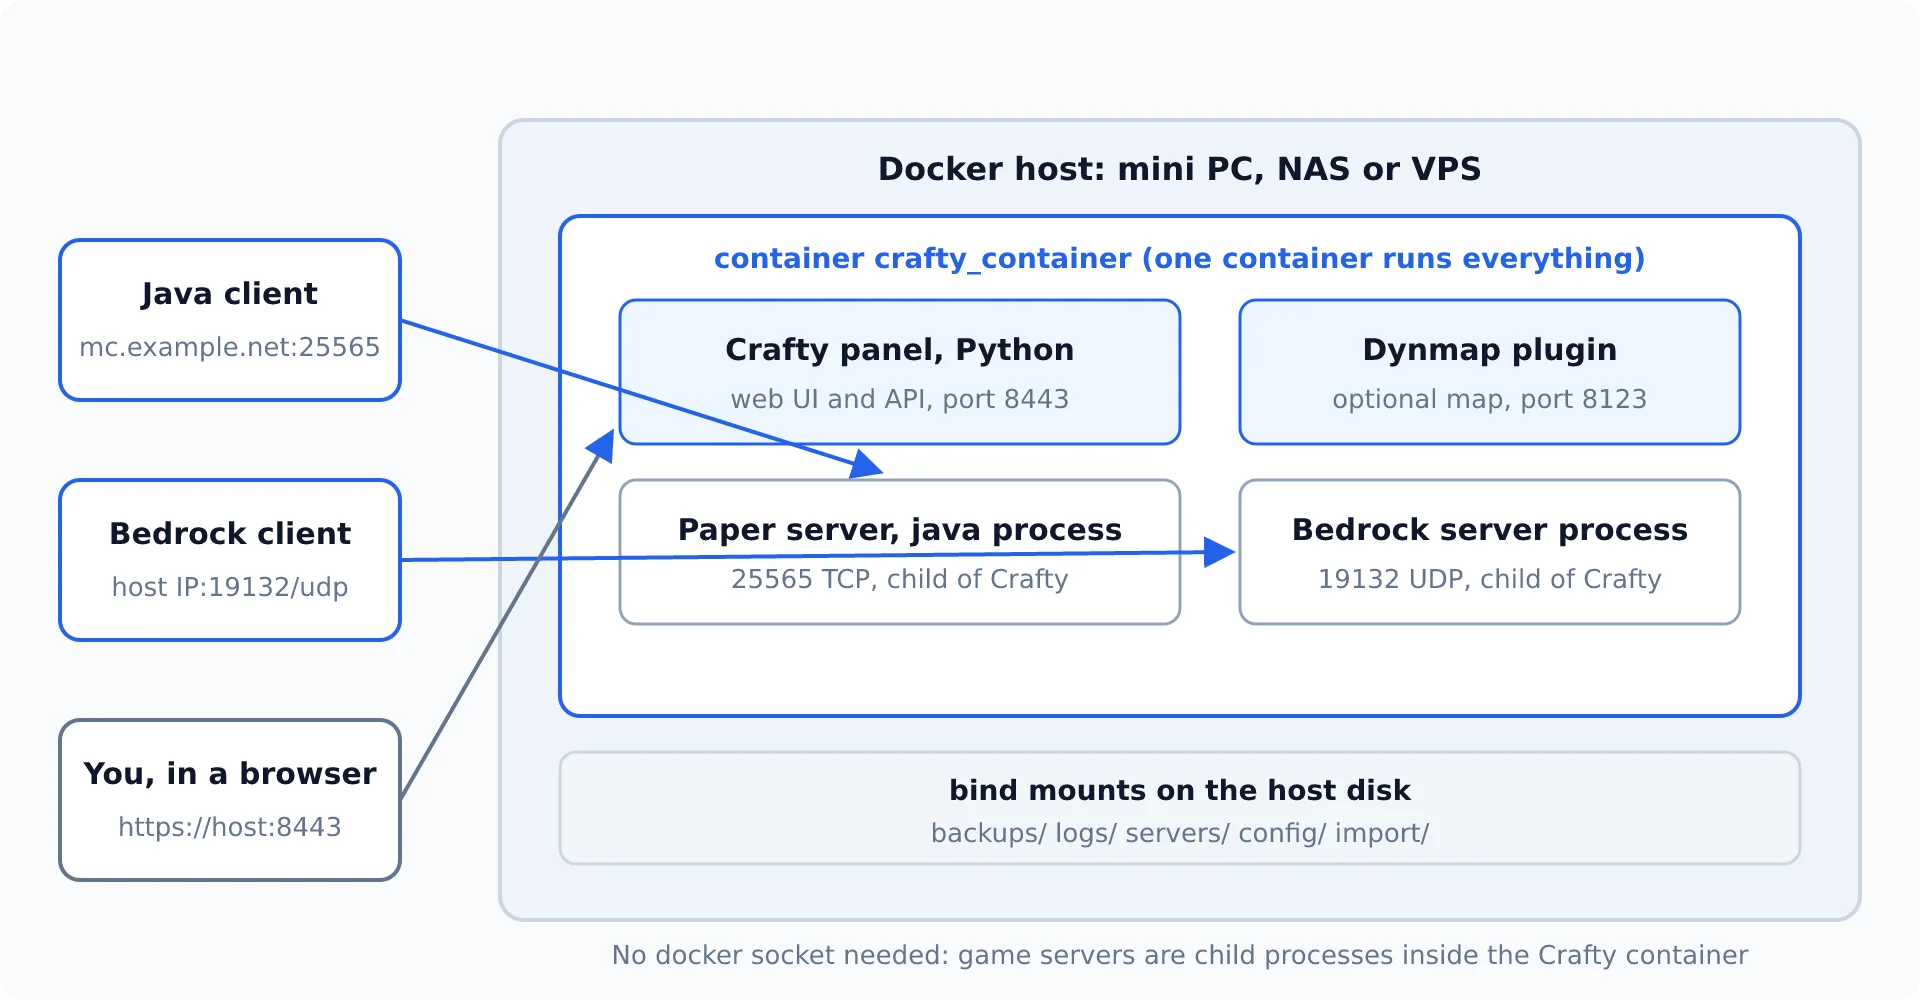 Docker host: mini PC, NAS or VPS
container crafty_container (one container runs everything)
Java client
mc.example.net:25565
Crafty panel, Python
web UI and API, port 8443
Dynmap plugin
optional map, port 8123
Bedrock client
host IP:19132/udp
Paper server, java process
25565 TCP, child of Crafty
Bedrock server process
19132 UDP, child of Crafty
You, in a browser
https://host:8443
bind mounts on the host disk
backups/ logs/ servers/ config/ import/
No docker socket needed: game servers are child processes inside the Crafty container